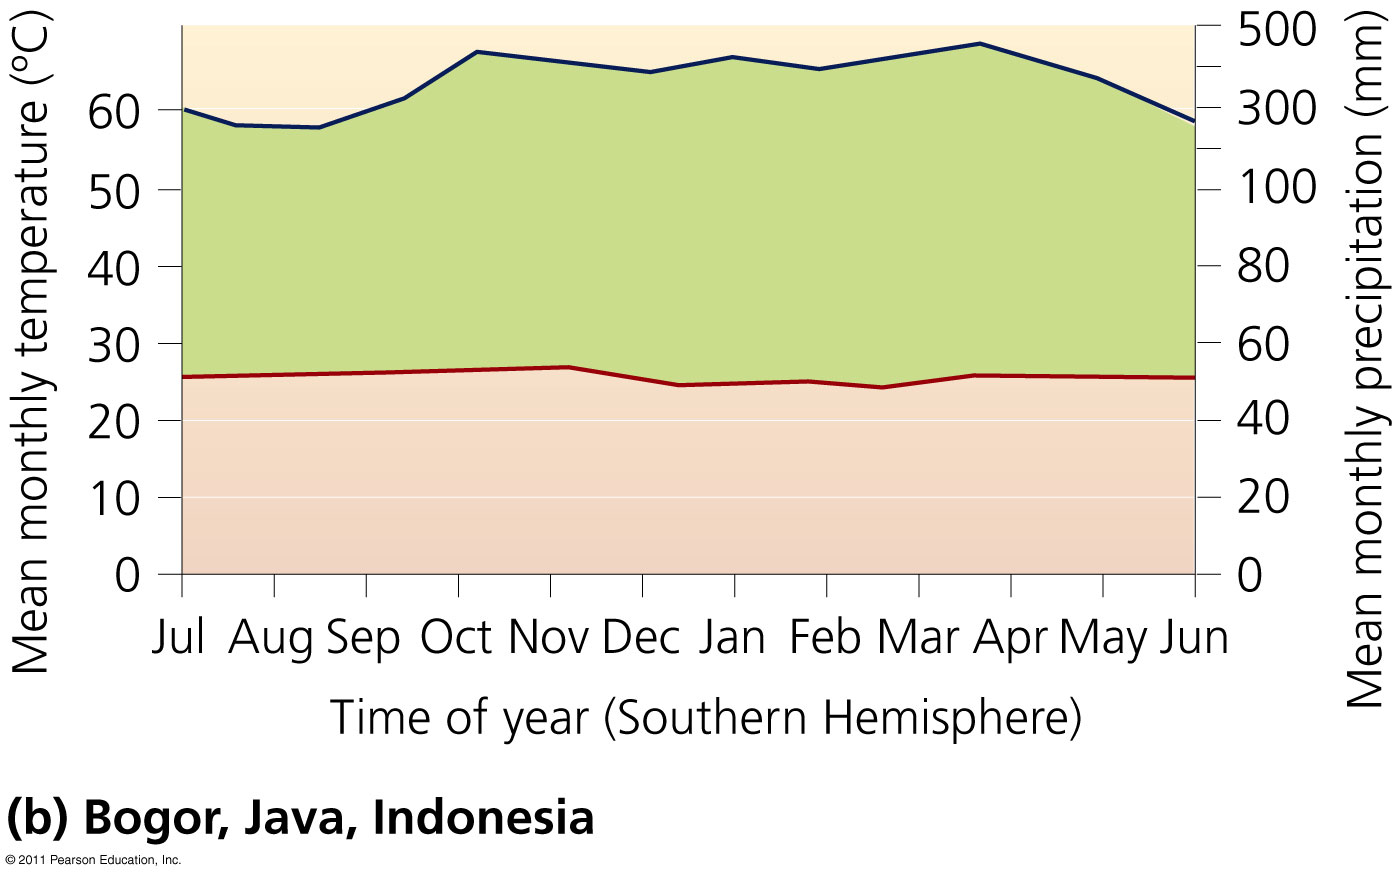 Mean monthly temperature (°C)
60
50
40
30
20
10
0
500
300
100
80
60
40
20
0
Mean monthly precipitation (mm)
Jul Aug Sep Oct Nov Dec Jan Feb Mar Apr May Jun
Time of year (Southern Hemisphere)
(b) Bogor, Java, Indonesia
© 2011 Pearson Education, Inc.